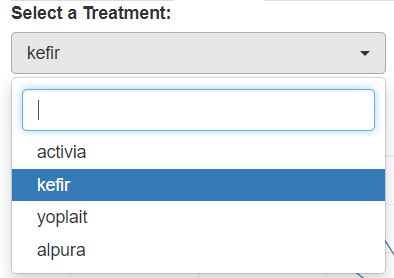 Select a Treatment:
kefir
activia
kefir
yoplait
alpura